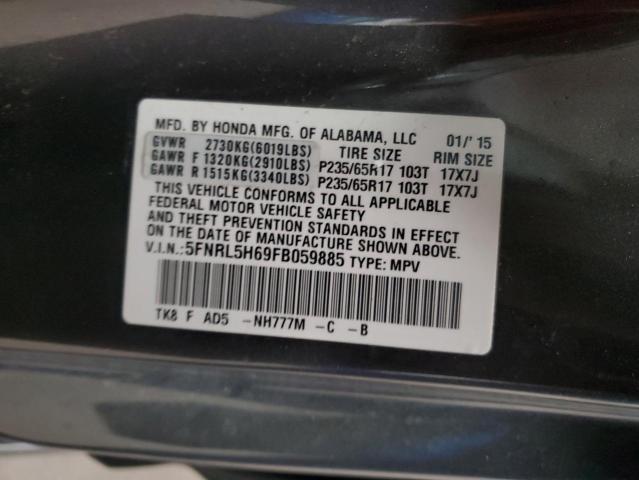 MFD. BY HONDA MFG. OF ALABAMA, LLC 01/'15
GVWR 2730KG(6019LBS) TIRE SIZE RIM SIZE
GAWR F 1320KG(2910LBS) P235/65R17 103T 17X7J
GAWR R 1515KG(3340LBS) P235/65R17 103T 17X7J
THIS VEHICLE CONFORMS TO ALL APPLICABLE
FEDERAL MOTOR VEHICLE SAFETY
AND THEFT PREVENTION STANDARDS IN EFFECT
ON THE DATE OF MANUFACTURE SHOWN ABOVE.
V.I.N.: 5FNRL5H69FB059885 TYPE: MPV
TK8 F AD5 -NH777M -C -B